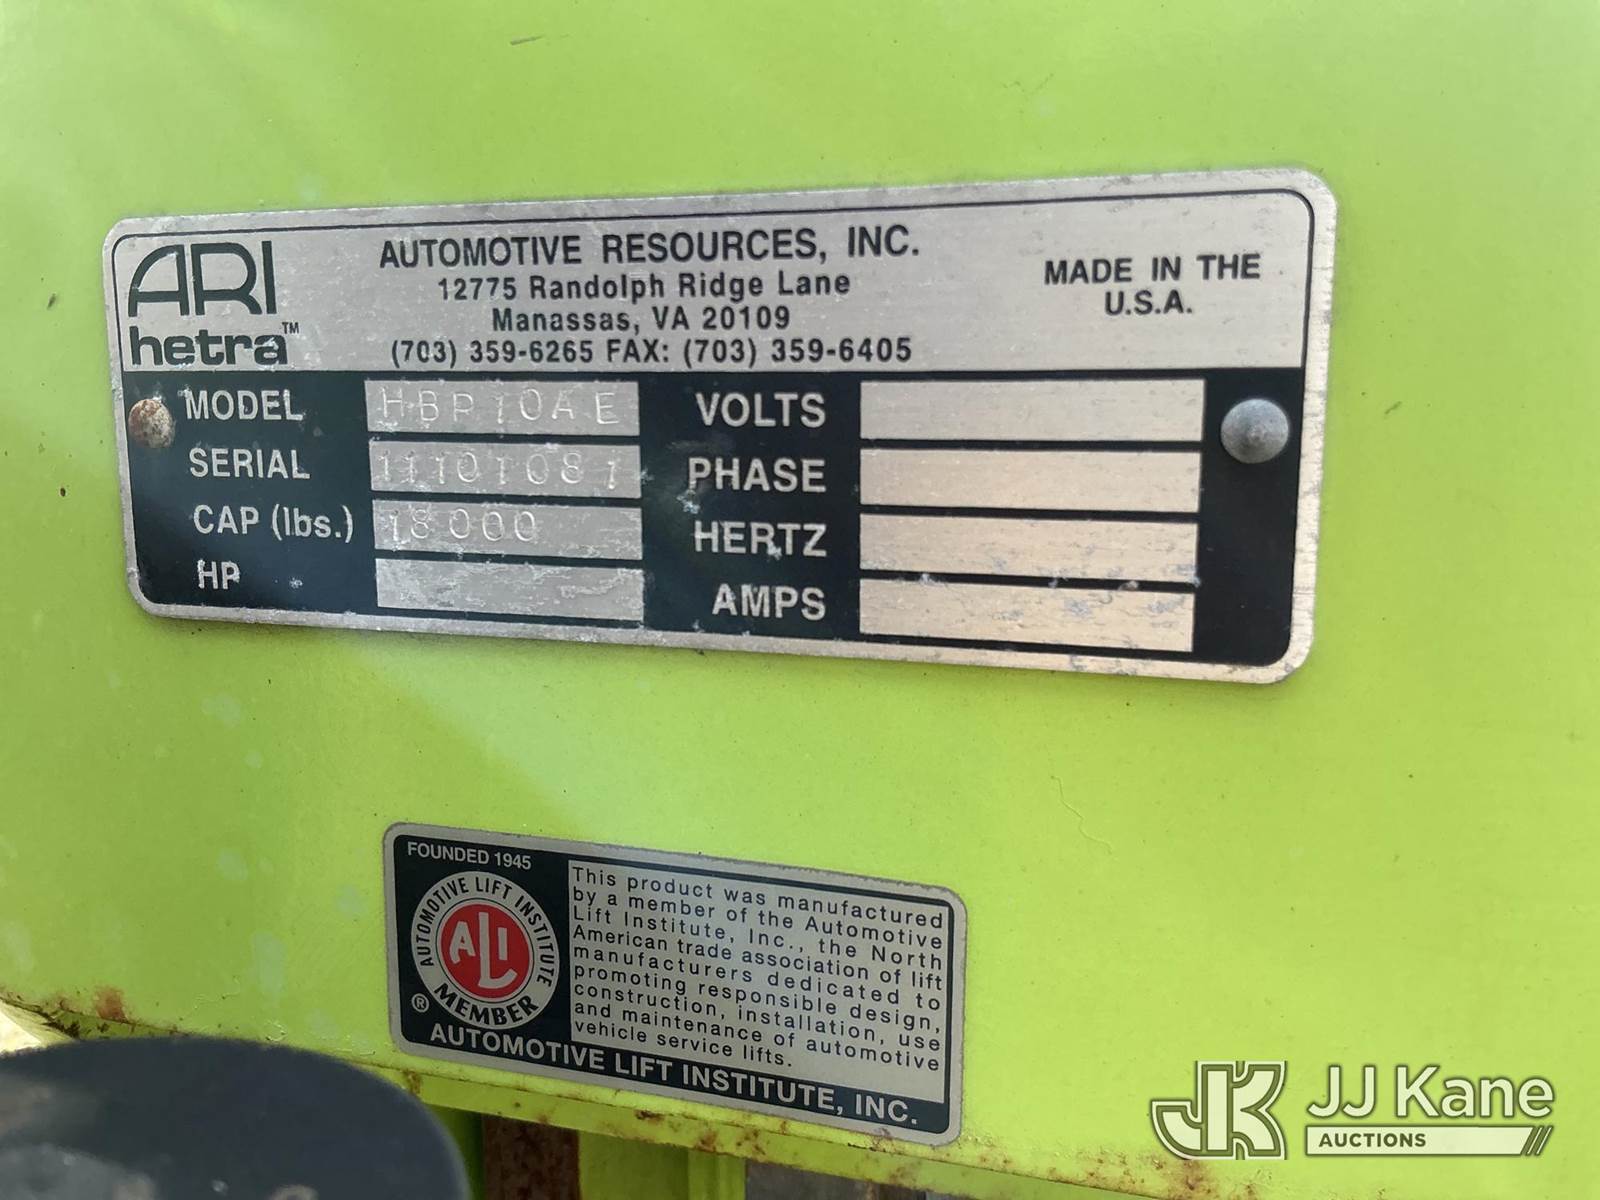 ARI
hetra™
AUTOMOTIVE RESOURCES, INC.
12775 Randolph Ridge Lane
Manassas, VA 20109
(703) 359-6265 FAX: (703) 359-6405
MADE IN THE
U.S.A.
MODEL HBP10AE
SERIAL 11101081
CAP (lbs.) 18000
HP
VOLTS
PHASE
HERTZ
AMPS
FOUNDED 1945
AUTOMOTIVE LIFT INSTITUTE
ALI
MEMBER
®
This product was manufactured
by a member of the Automotive
Lift Institute, Inc., the North
American trade association of lift
manufacturers dedicated to
promoting responsible design,
construction, installation, use
and maintenance of automotive
vehicle service lifts.
AUTOMOTIVE LIFT INSTITUTE, INC.
JK JJ Kane
AUCTIONS